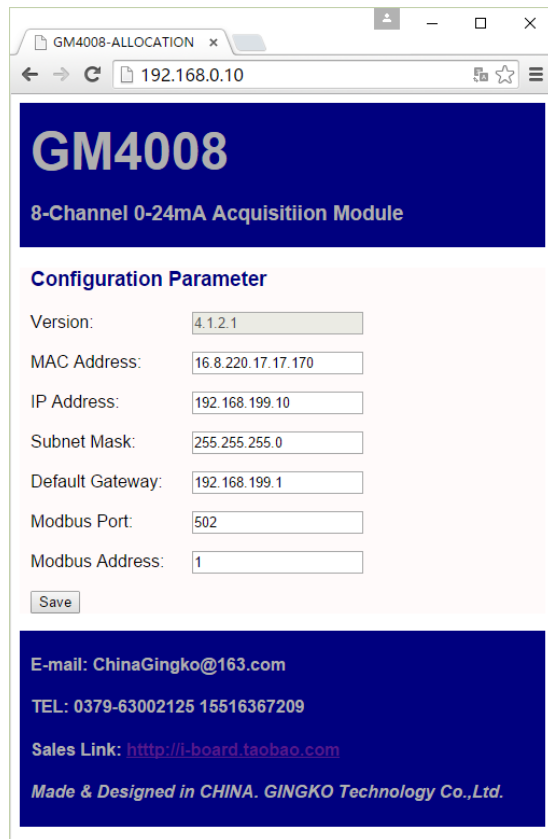 GM4008-ALLOCATION
192.168.0.10
GM4008
8-Channel 0-24mA Acquisitiion Module
Configuration Parameter
Version: 4.1.2.1
MAC Address: 16.8.220.17.17.170
IP Address: 192.168.199.10
Subnet Mask: 255.255.255.0
Default Gateway: 192.168.199.1
Modbus Port: 502
Modbus Address: 1
Save
E-mail: ChinaGingko@163.com
TEL: 0379-63002125 15516367209
Sales Link: htttp://i-board.taobao.com
Made & Designed in CHINA. GINGKO Technology Co.,Ltd.